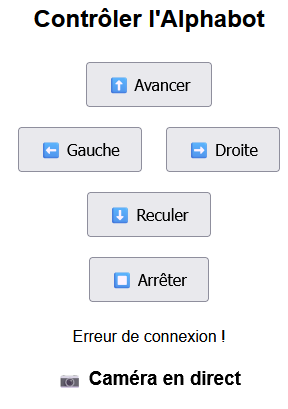 Contrôler l'Alphabot
⬆️ Avancer
⬅️ Gauche
➡️ Droite
⬇️ Reculer
⏹️ Arrêter
Erreur de connexion !
📷 Caméra en direct